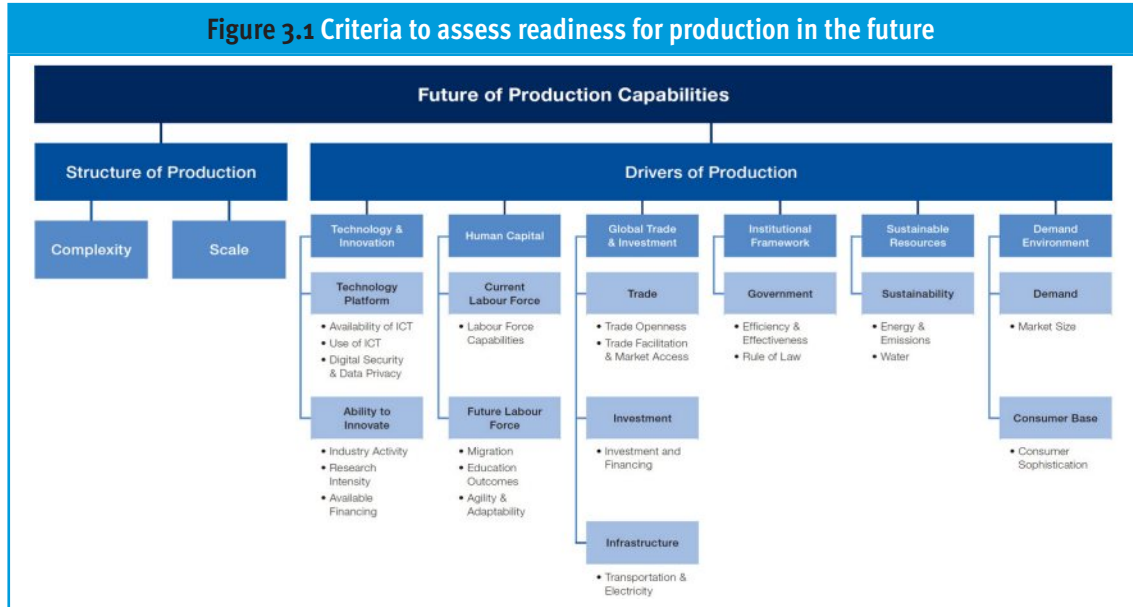 Figure 3.1 Criteria to assess readiness for production in the future
Future of Production Capabilities
Structure of Production
Drivers of Production
Complexity
Scale
Technology &
Innovation
Technology
Platform
• Availability of ICT
• Use of ICT
• Digital Security
& Data Privacy
Ability to
Innovate
• Industry Activity
• Research
Intensity
• Available
Financing
Human Capital
Current
Labour Force
• Labour Force
Capabilities
Future Labour
Force
• Migration
• Education
Outcomes
• Agility &
Adaptability
Global Trade
& Investment
Trade
• Trade Openness
• Trade Facilitation
& Market Access
Investment
• Investment and
Financing
Infrastructure
• Transportation &
Electricity
Institutional
Framework
Government
• Efficiency &
Effectiveness
• Rule of Law
Sustainable
Resources
Sustainability
• Energy &
Emissions
• Water
Demand
Environment
Demand
• Market Size
Consumer Base
• Consumer
Sophistication